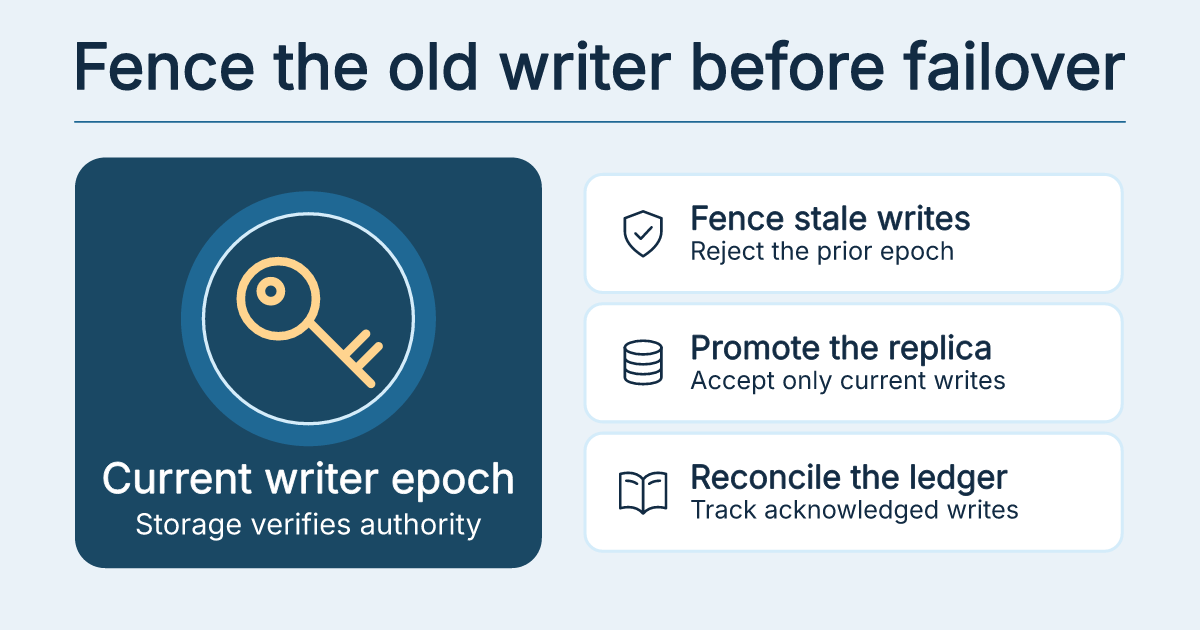 Fence the old writer before failover
Current writer epoch
Storage verifies authority
Fence stale writes
Reject the prior epoch
Promote the replica
Accept only current writes
Reconcile the ledger
Track acknowledged writes